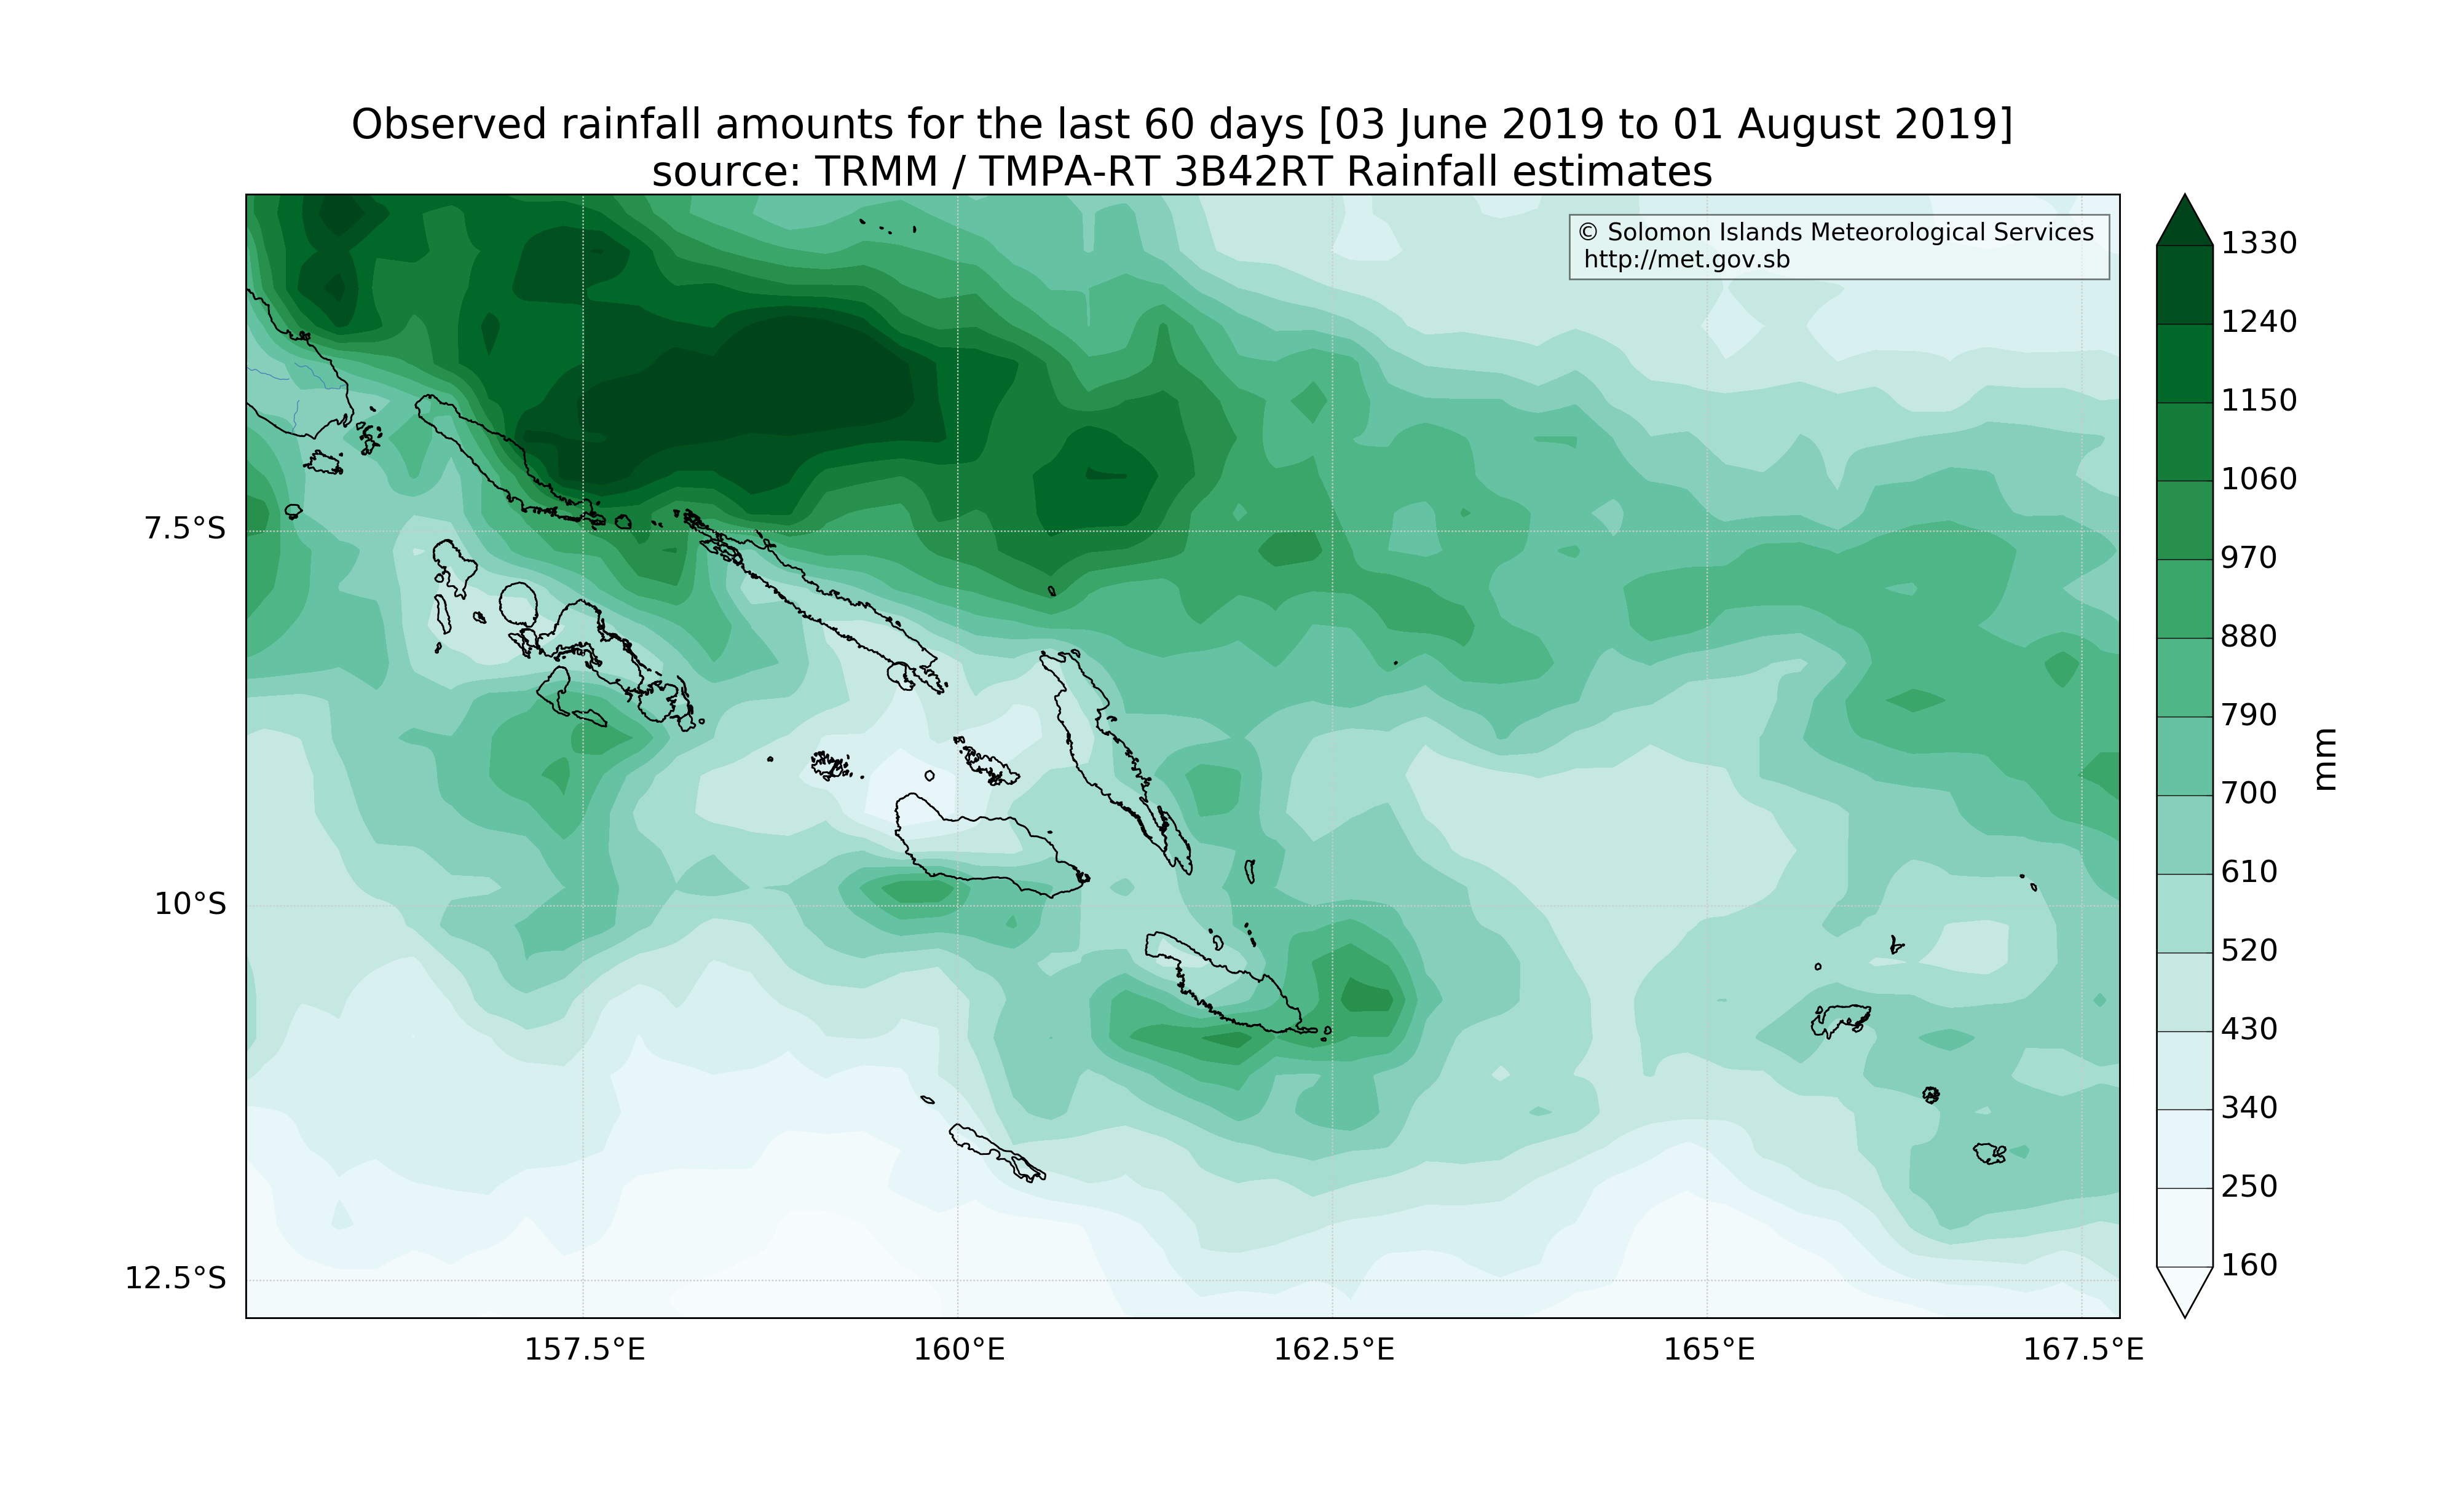 Observed rainfall amounts for the last 60 days [03 June 2019 to 01 August 2019]
source: TRMM / TMPA-RT 3B42RT Rainfall estimates
© Solomon Islands Meteorological Services
http://met.gov.sb
7.5°S
10°S
12.5°S
157.5°E
160°E
162.5°E
165°E
167.5°E
1330
1240
1150
1060
970
880
790
700
610
520
430
340
250
160
mm